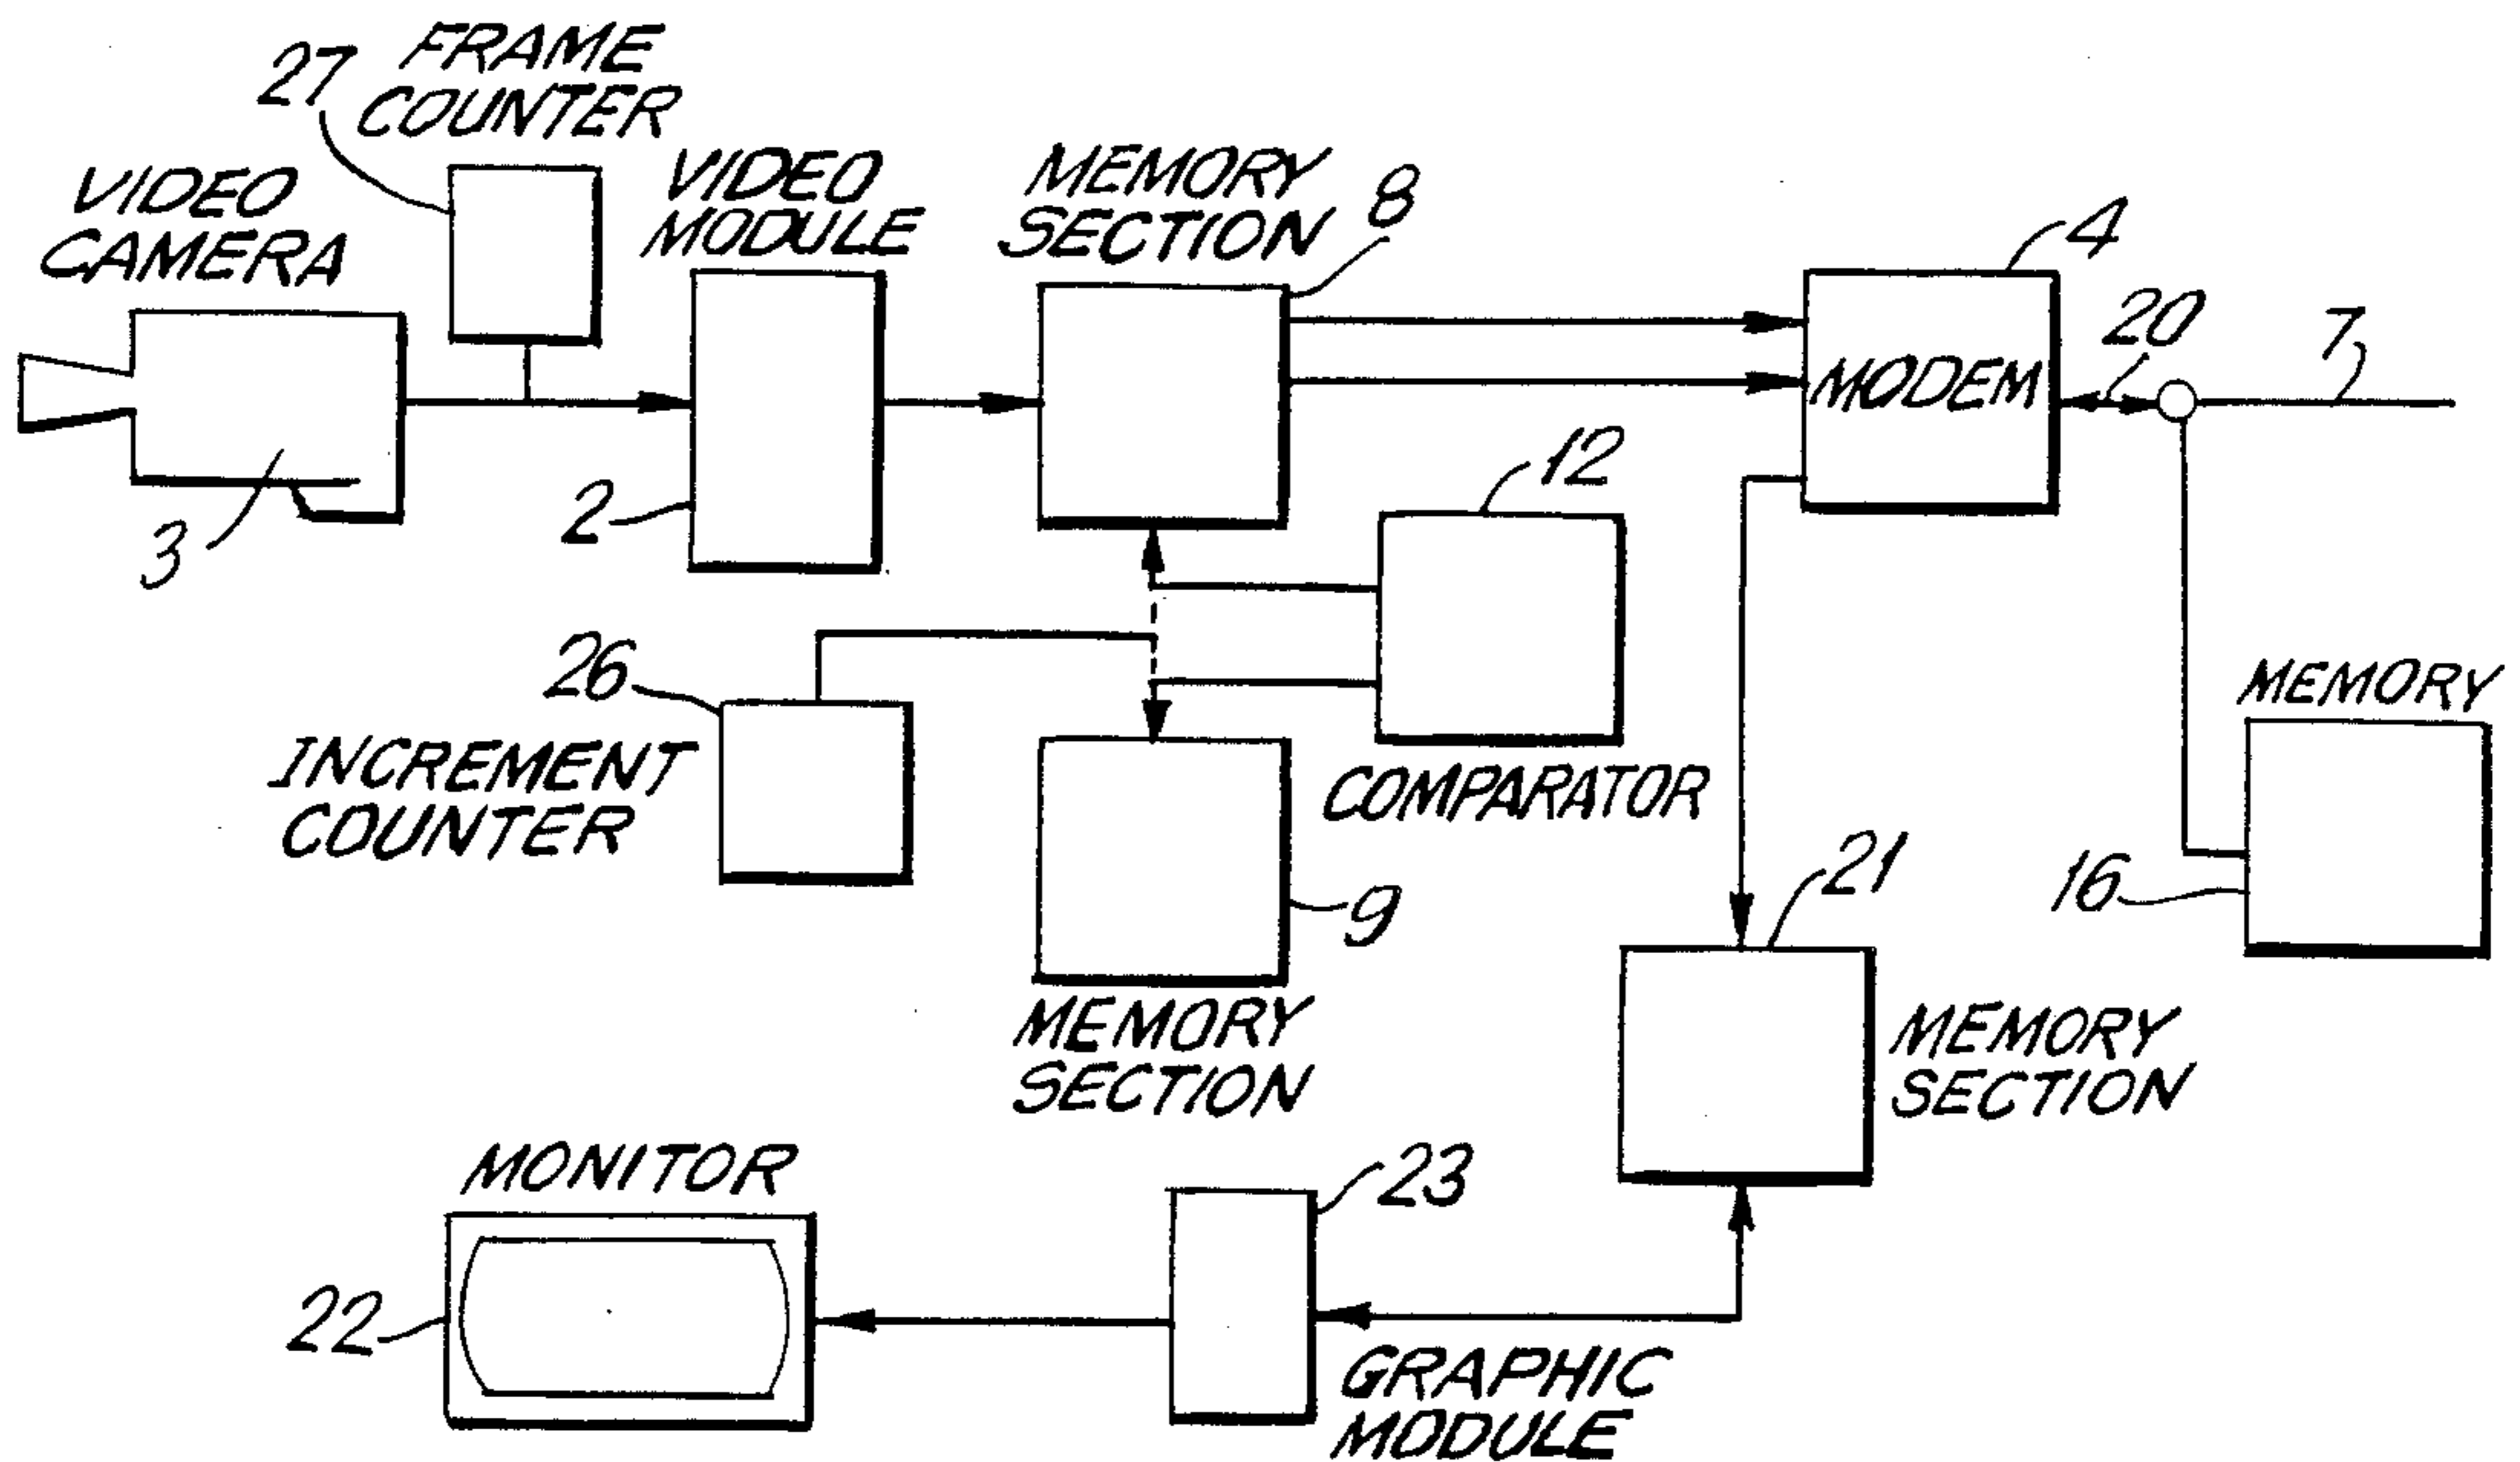 27
FRAME
COUNTER
VIDEO
CAMERA
VIDEO
MODULE
MEMORY
SECTION
8
4
20
7
MODEM
3
2
12
26
INCREMENT
COUNTER
COMPARATOR
MEMORY
16
9
21
MEMORY
SECTION
MEMORY
SECTION
MONITOR
22
23
GRAPHIC
MODULE